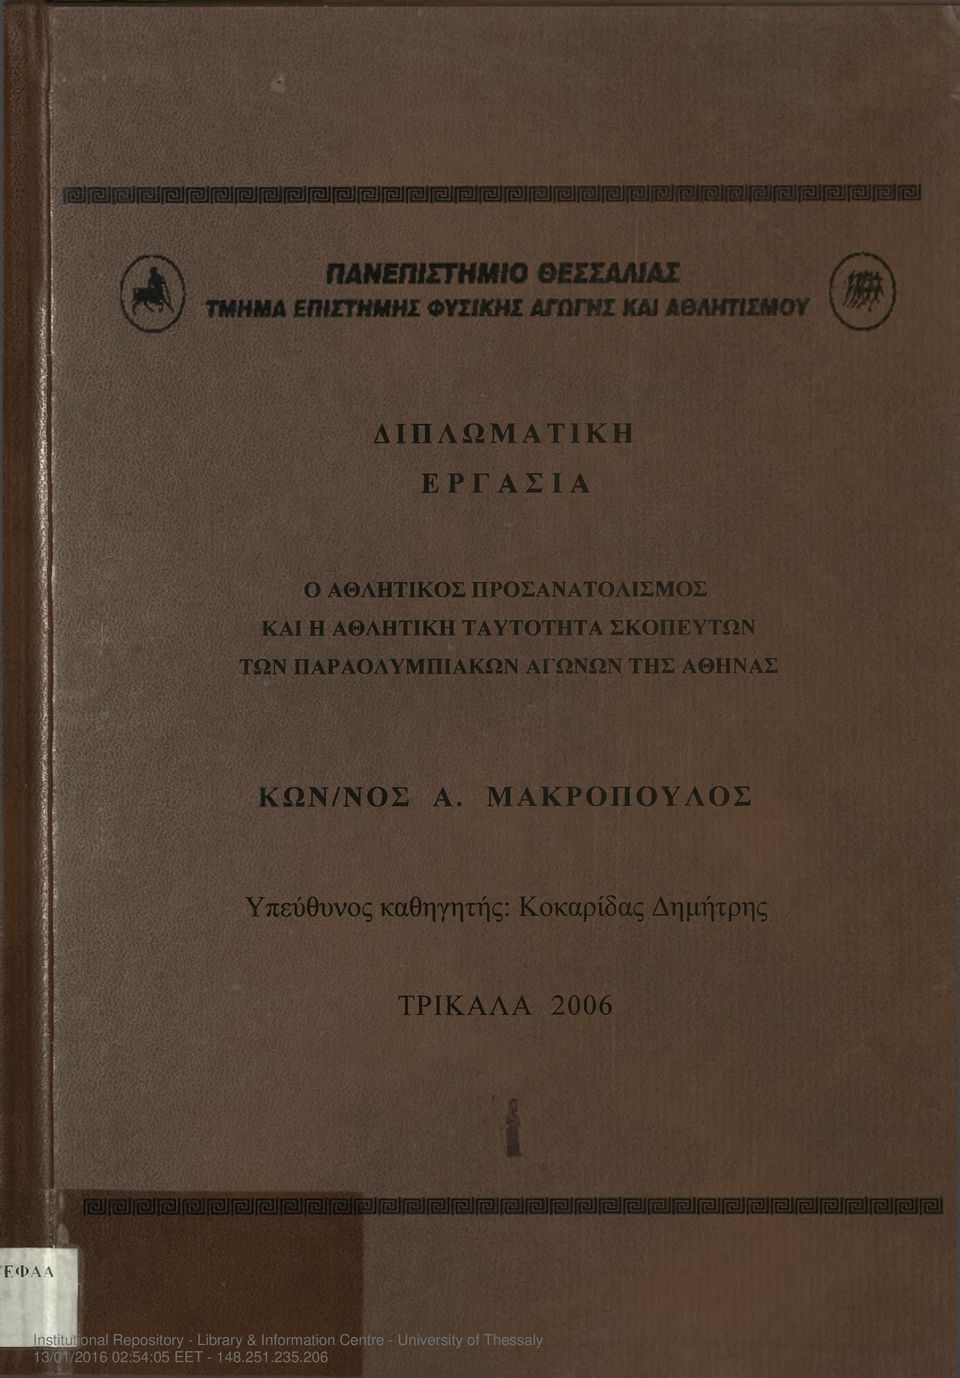 ΠΑΝΕΠΙΣΤΗΜΙΟ ΘΕΣΣΑΛΙΑΣ
ΤΜΗΜΑ ΕΠΙΣΤΗΜΗΣ ΦΥΣΙΚΗΣ ΑΓΩΓΗΣ ΚΑΙ ΑΘΛΗΤΙΣΜΟΥ
ΔΙΠΛΩΜΑΤΙΚΗ
ΕΡΓΑΣΙΑ
Ο ΑΘΛΗΤΙΚΟΣ ΠΡΟΣΑΝΑΤΟΛΙΣΜΟΣ
ΚΑΙ Η ΑΘΛΗΤΙΚΗ ΤΑΥΤΟΤΗΤΑ ΣΚΟΠΕΥΤΩΝ
ΤΩΝ ΠΑΡΑΟΛΥΜΠΙΑΚΩΝ ΑΓΩΝΩΝ ΤΗΣ ΑΘΗΝΑΣ
ΚΩΝ/ΝΟΣ Α. ΜΑΚΡΟΠΟΥΛΟΣ
Υπεύθυνος καθηγητής: Κοκαρίδας Δημήτρης
ΤΡΙΚΑΛΑ 2006
ΕΦΑΑ
Institutional Repository - Library & Information Centre - University of Thessaly
13/01/2016 02:54:05 EET - 148.251.235.206